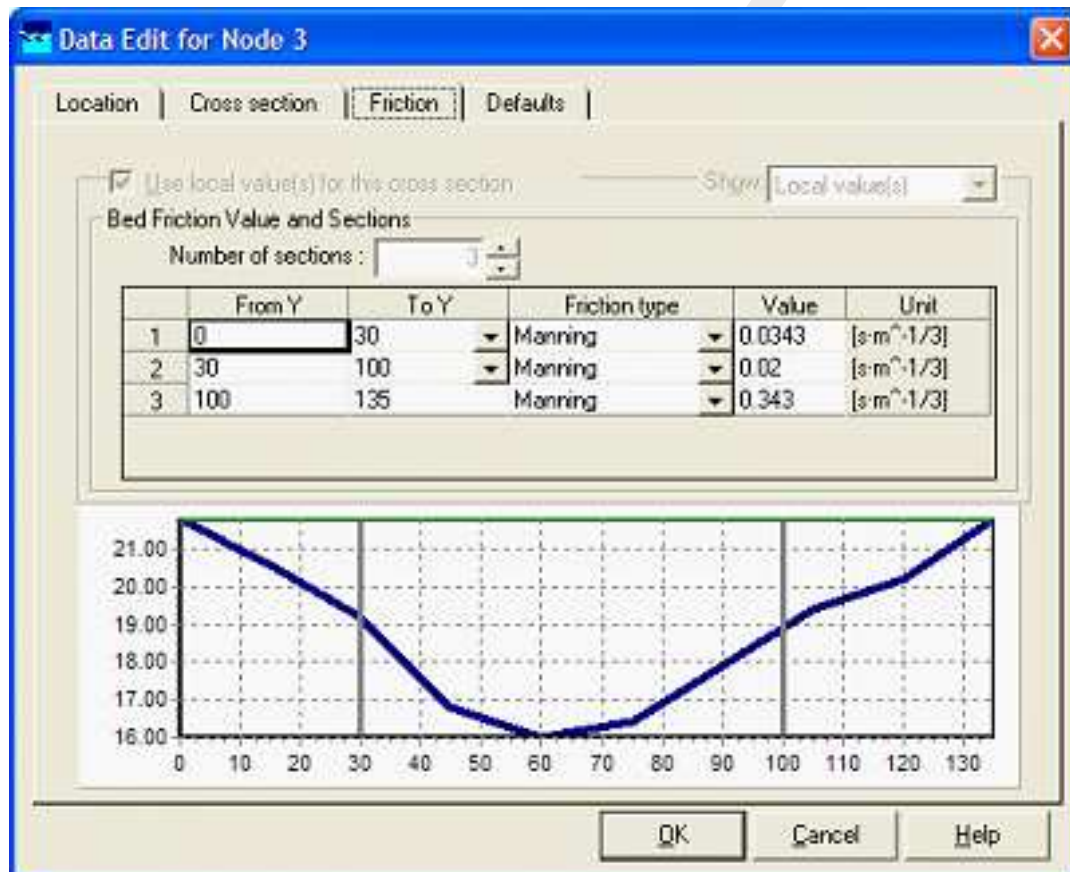 Data Edit for Node 3
Location Cross section Friction Defaults
Use local value(s) for this cross section Show Local value(s)
Bed Friction Value and Sections
Number of sections : 3
From Y To Y Friction type Value Unit
1 0 30 Manning 0.0343 [s·m^-1/3]
2 30 100 Manning 0.02 [s·m^-1/3]
3 100 135 Manning 0.343 [s·m^-1/3]
21.00
20.00
19.00
18.00
17.00
16.00
0 10 20 30 40 50 60 70 80 90 100 110 120 130
OK Cancel Help